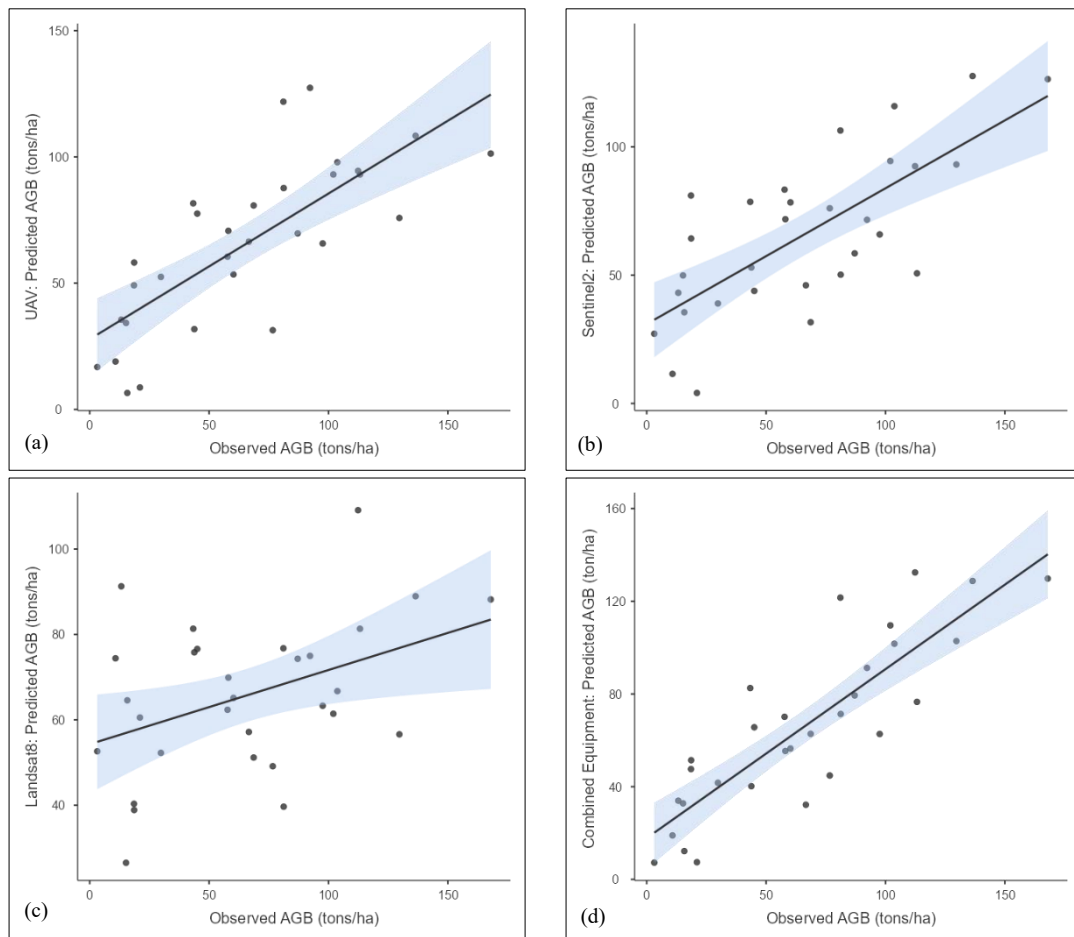 UAV: Predicted AGB (tons/ha)
150
100
50
0
0 50 100 150
Observed AGB (tons/ha)
(a)
Sentinel2: Predicted AGB (tons/ha)
100
50
0
0 50 100 150
Observed AGB (tons/ha)
(b)
Landsat8: Predicted AGB (tons/ha)
100
80
60
40
0 50 100 150
Observed AGB (tons/ha)
(c)
Combined Equipment: Predicted AGB (ton/ha)
160
120
80
40
0
0 50 100 150
Observed AGB (tons/ha)
(d)